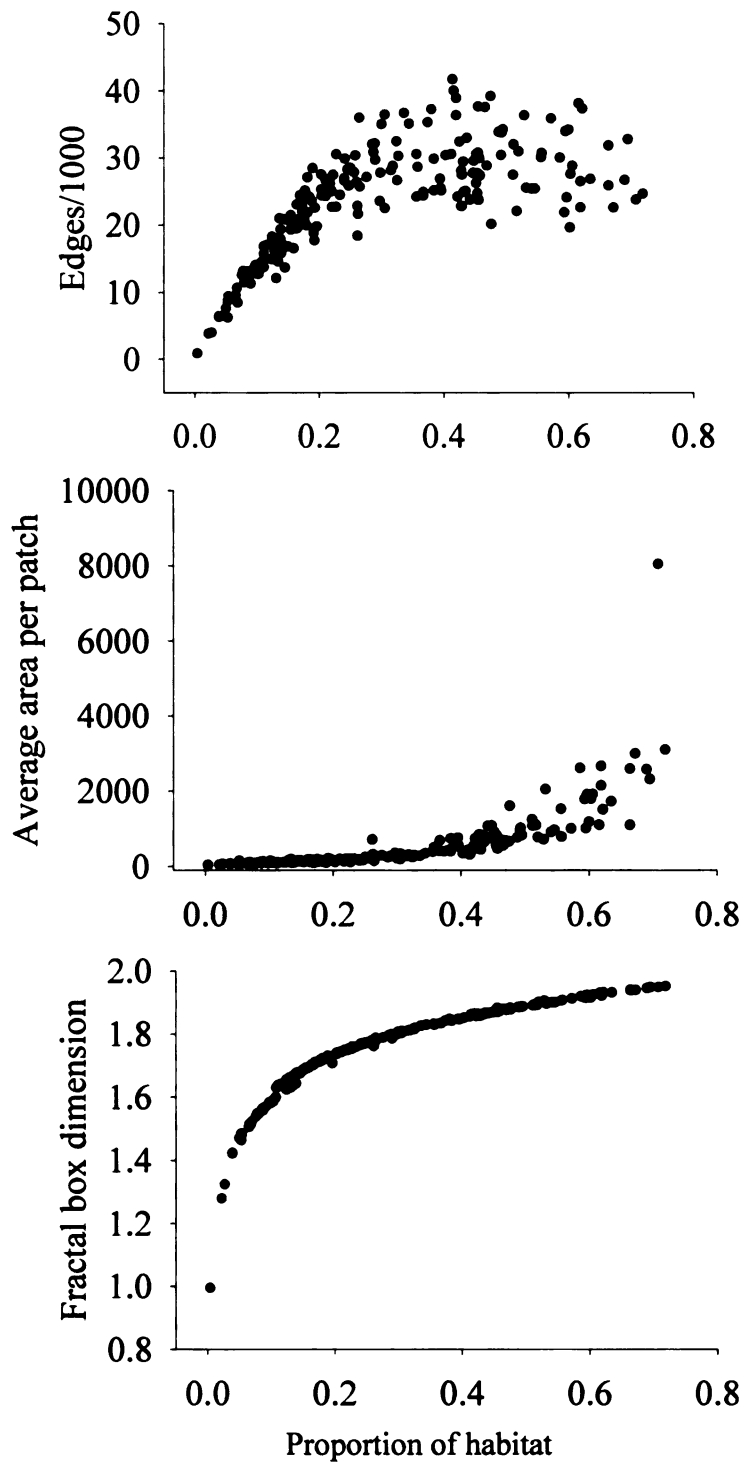 50
40
30
20
10
0
Edges/1000
0.0 0.2 0.4 0.6 0.8
10000
8000
6000
4000
2000
0
Average area per patch
0.0 0.2 0.4 0.6 0.8
2.0
1.8
1.6
1.4
1.2
1.0
0.8
Fractal box dimension
0.0 0.2 0.4 0.6 0.8
Proportion of habitat